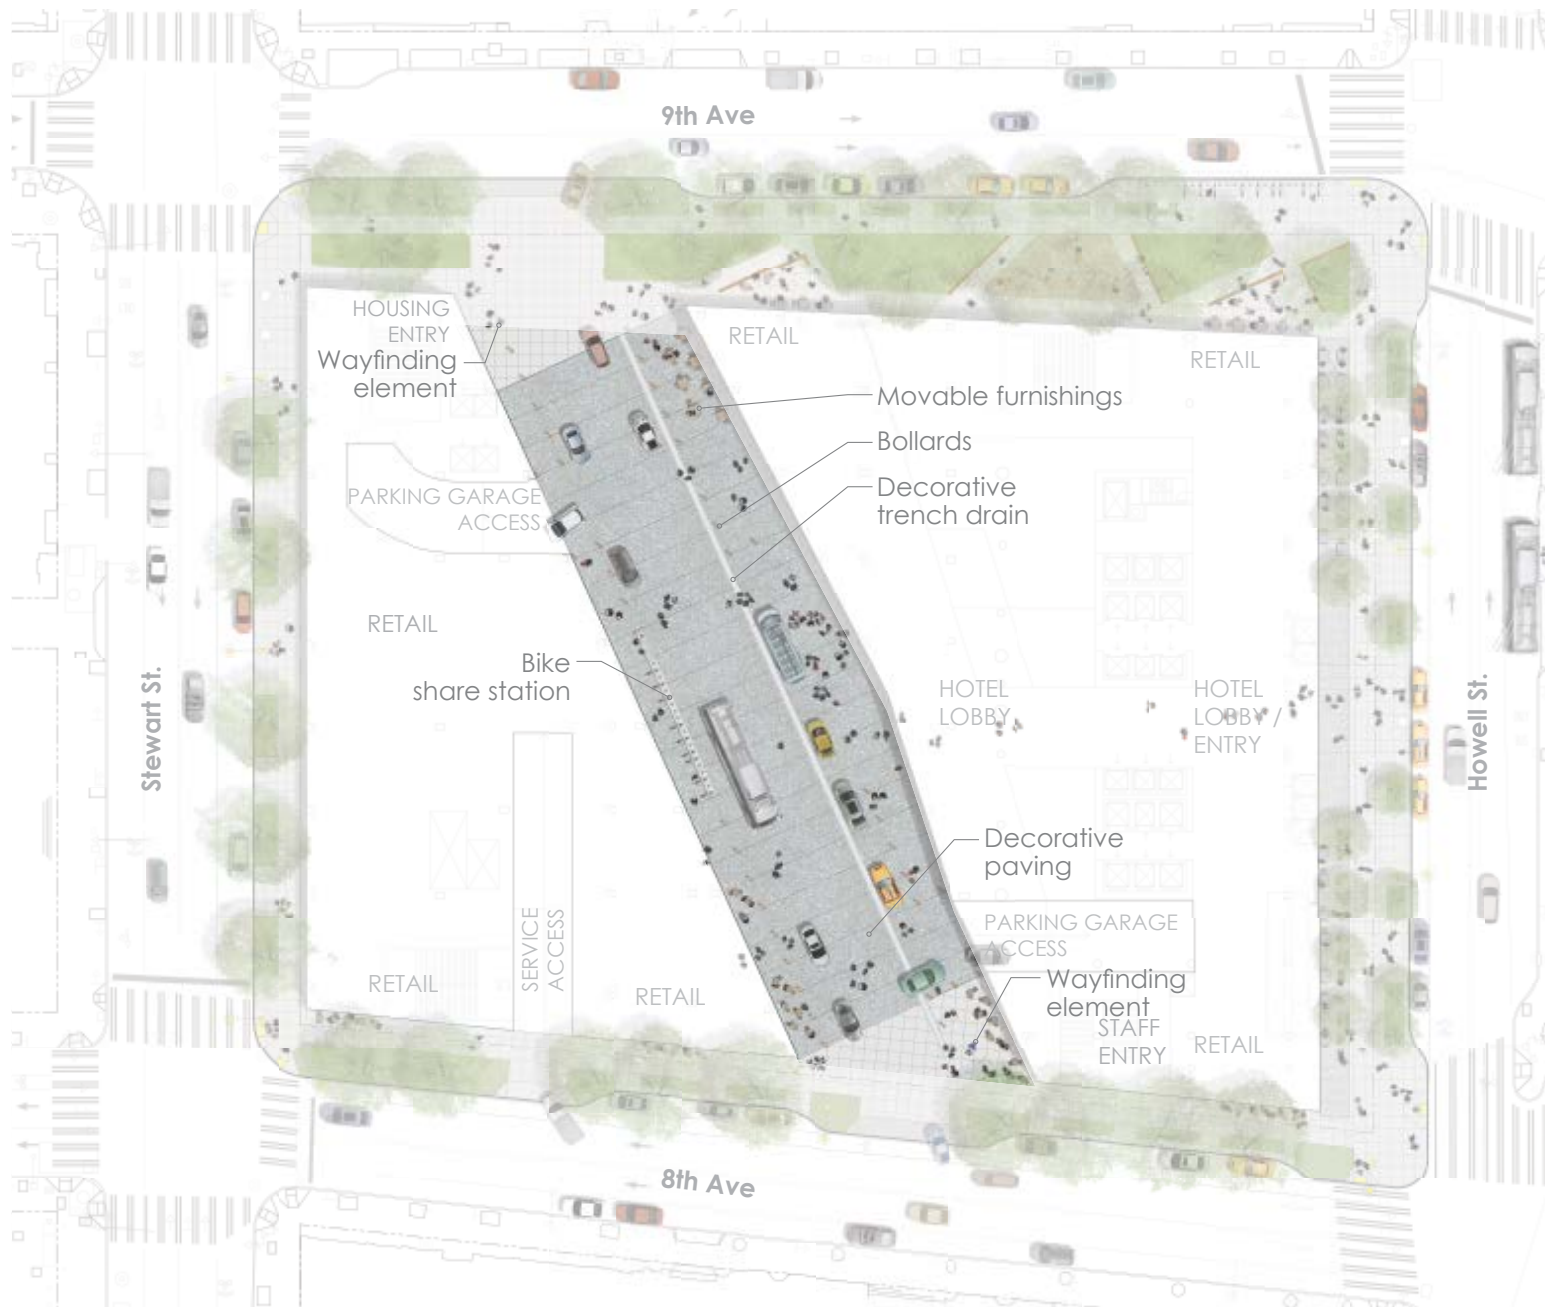 9th Ave
HOUSING
ENTRY
Wayfinding
element
RETAIL
RETAIL
Movable furnishings
Bollards
Decorative
trench drain
PARKING GARAGE
ACCESS
RETAIL
Bike
share station
Stewart St.
HOTEL
LOBBY
HOTEL
LOBBY /
ENTRY
Howell St.
Decorative
paving
SERVICE
ACCESS
PARKING GARAGE
ACCESS
RETAIL
RETAIL
Wayfinding
element
STAFF
ENTRY
RETAIL
8th Ave